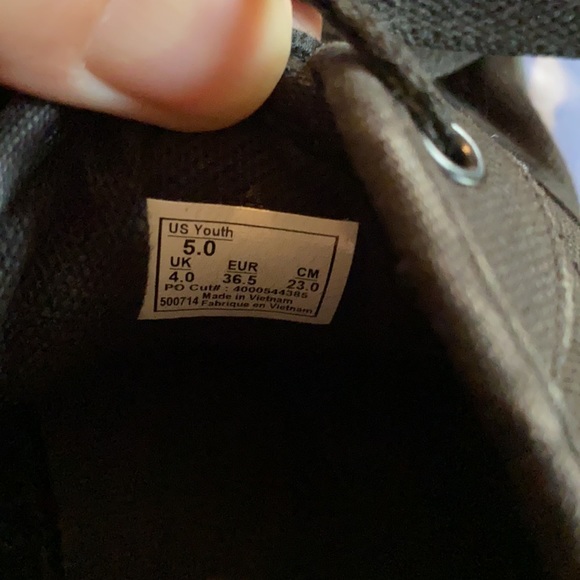 US Youth
5.0
UK EUR CM
4.0 36.5 23.0
PO Cut# : 4000544385
Made in Vietnam
500714 Fabrique en Vietnam